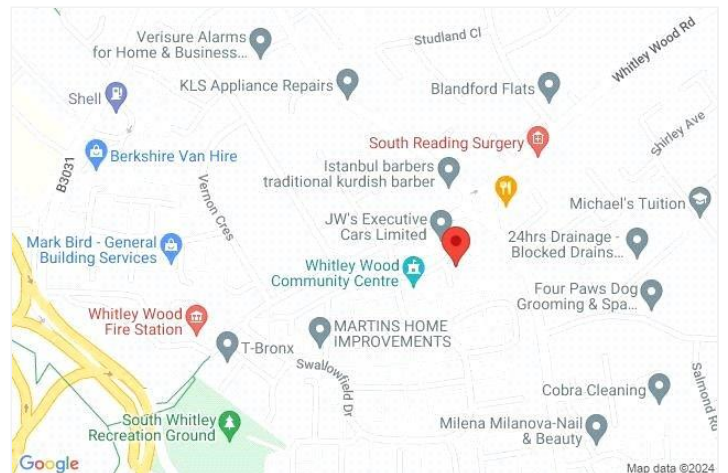 Verisure Alarms
for Home & Business...
Studland Cl
Whitley Wood Rd
KLS Appliance Repairs
Blandford Flats
Shell
Shirley Ave
South Reading Surgery
Berkshire Van Hire
B3031
Istanbul barbers
traditional kurdish barber
Vernon Cres
Michael's Tuition
JW's Executive
Cars Limited
24hrs Drainage -
Blocked Drains...
Mark Bird - General
Building Services
Whitley Wood
Community Centre
Four Paws Dog
Grooming & Spa...
Whitley Wood
Fire Station
MARTINS HOME
IMPROVEMENTS
T-Bronx
Swallowfield Dr
Salmond Rd
Cobra Cleaning
South Whitley
Recreation Ground
Milena Milanova-Nail
& Beauty
Google
Map data ©2024